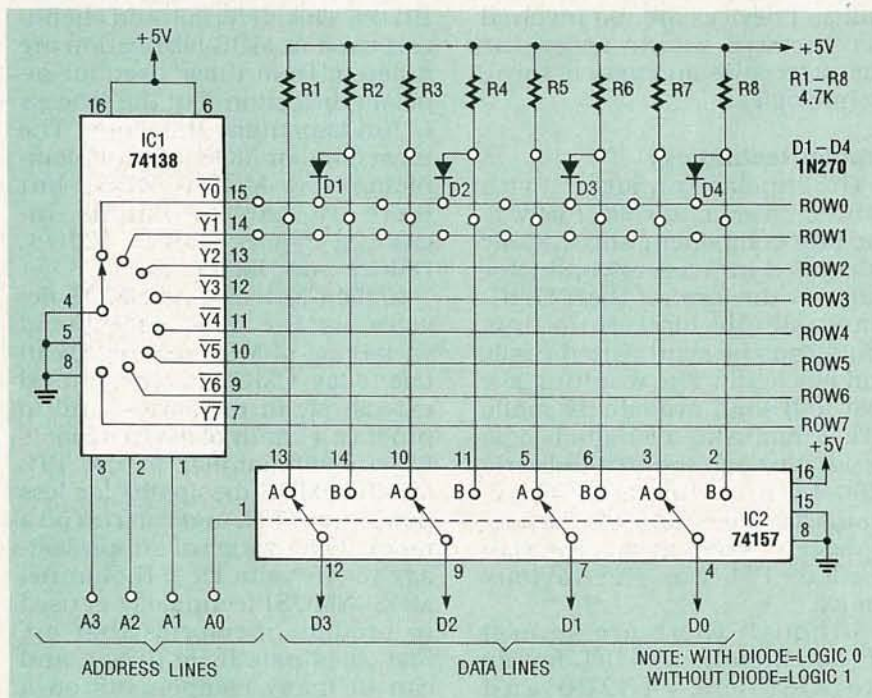 +5V
16
6
IC1
74138
Y0 15
Y1 14
Y2 13
Y3 12
Y4 11
Y5 10
Y6 9
Y7 7
4
5
8
3 2 1
A3 A2 A1 A0
ADDRESS LINES
+5V
R1 R2 R3 R4 R5 R6 R7 R8
R1–R8
4.7K
D1–D4
1N270
D1 D2 D3 D4
ROW0
ROW1
ROW2
ROW3
ROW4
ROW5
ROW6
ROW7
+5V
13 14 10 11 5 6 3 2
16
15
8
1
A B A B A B A B
IC2
74157
12 9 7 4
D3 D2 D1 D0
DATA LINES
NOTE: WITH DIODE=LOGIC 0
WITHOUT DIODE=LOGIC 1